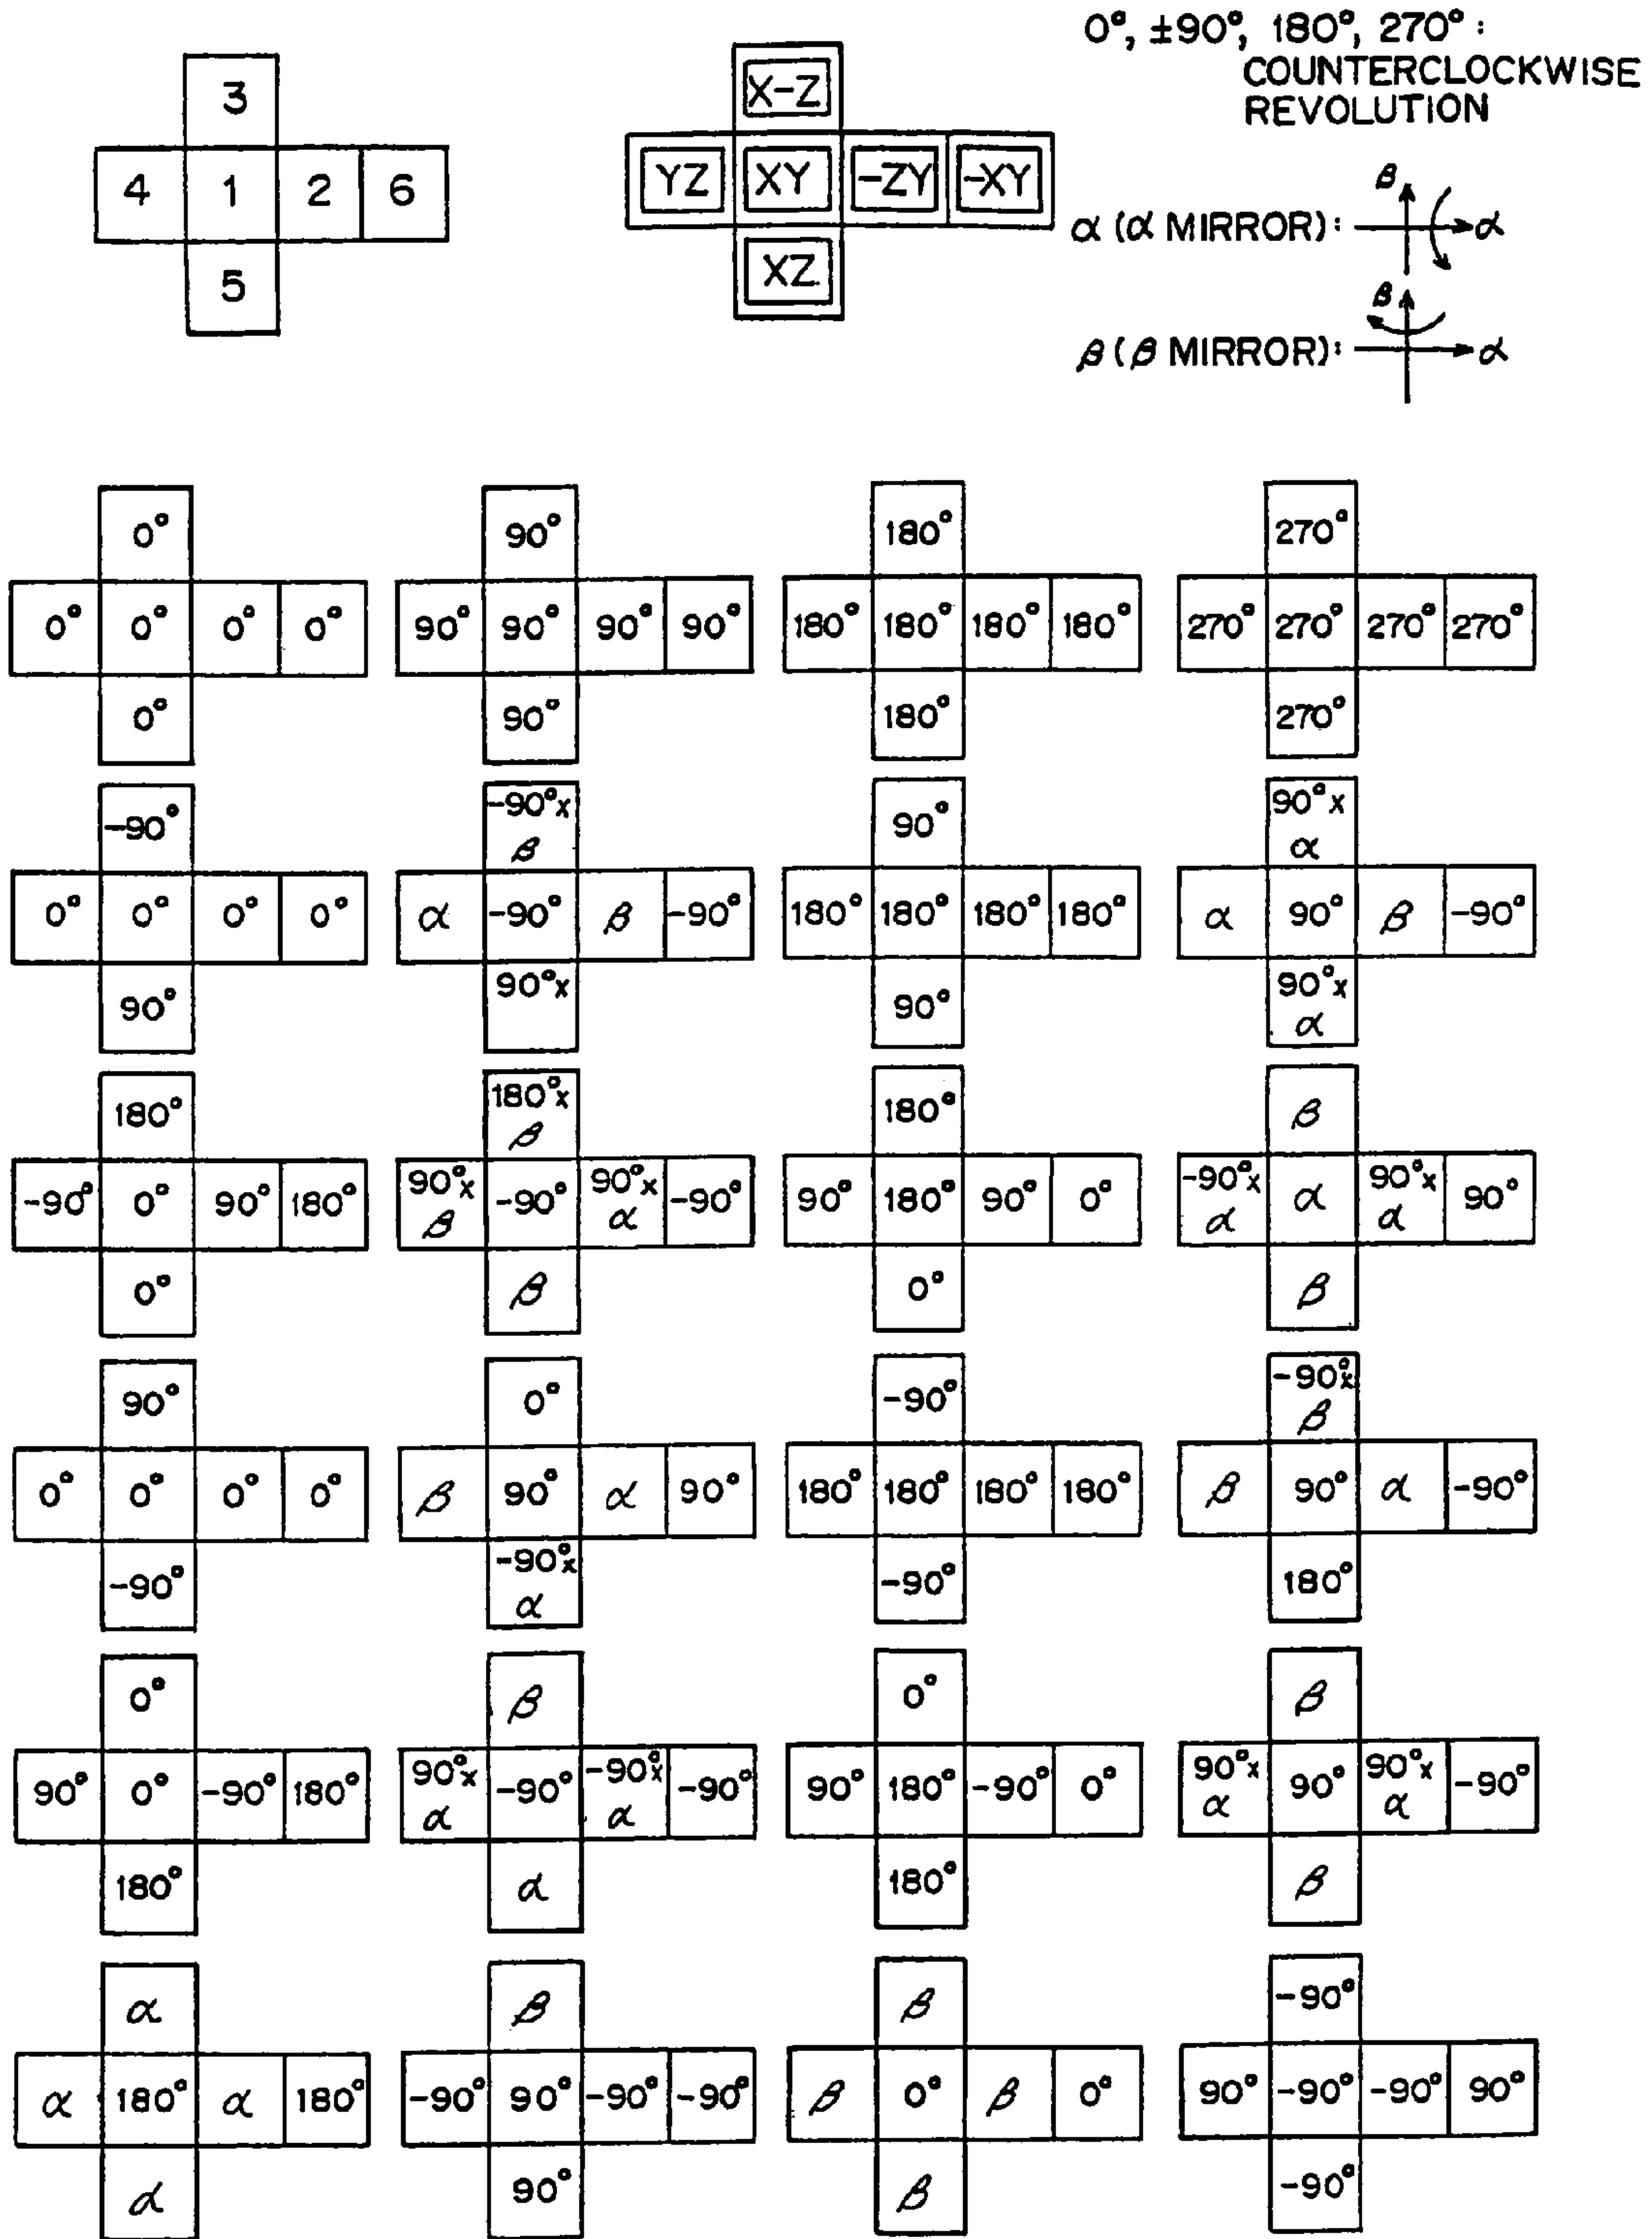 0°, ±90°, 180°, 270°:
COUNTERCLOCKWISE
REVOLUTION
3
4 1 2 6
5
X-Z
YZ XY -ZY -XY
XZ
β
α (α MIRROR): α
β
β (β MIRROR): α
0° 90° 180° 270°
0° 0° 0° 0° 90° 90° 90° 90° 180° 180° 180° 180° 270° 270° 270° 270°
0° 90° 180° 270°
-90° -90°x β 90° 90°x α
0° 0° 0° 0° α -90° β -90° 180° 180° 180° 180° α 90° β -90°
90° 90°x 90° 90°x α
180° 180°x β 180° β
-90° 0° 90° 180° 90°x β -90° 90°x α -90° 90° 180° 90° 0° -90°x α α 90°x α 90°
0° β 0° β
90° 0° -90° -90°x β
0° 0° 0° 0° β 90° α 90° 180° 180° 180° 180° β 90° α -90°
-90° -90°x α -90° 180°
0° β 0° β
90° 0° -90° 180° 90°x α -90° -90°x α -90° 90° 180° -90° 0° 90°x α 90° 90°x α -90°
180° α 180° β
α β β -90°
α 180° α 180° -90° 90° -90° -90° β 0° β 0° 90° -90° -90° 90°
α 90° β -90°